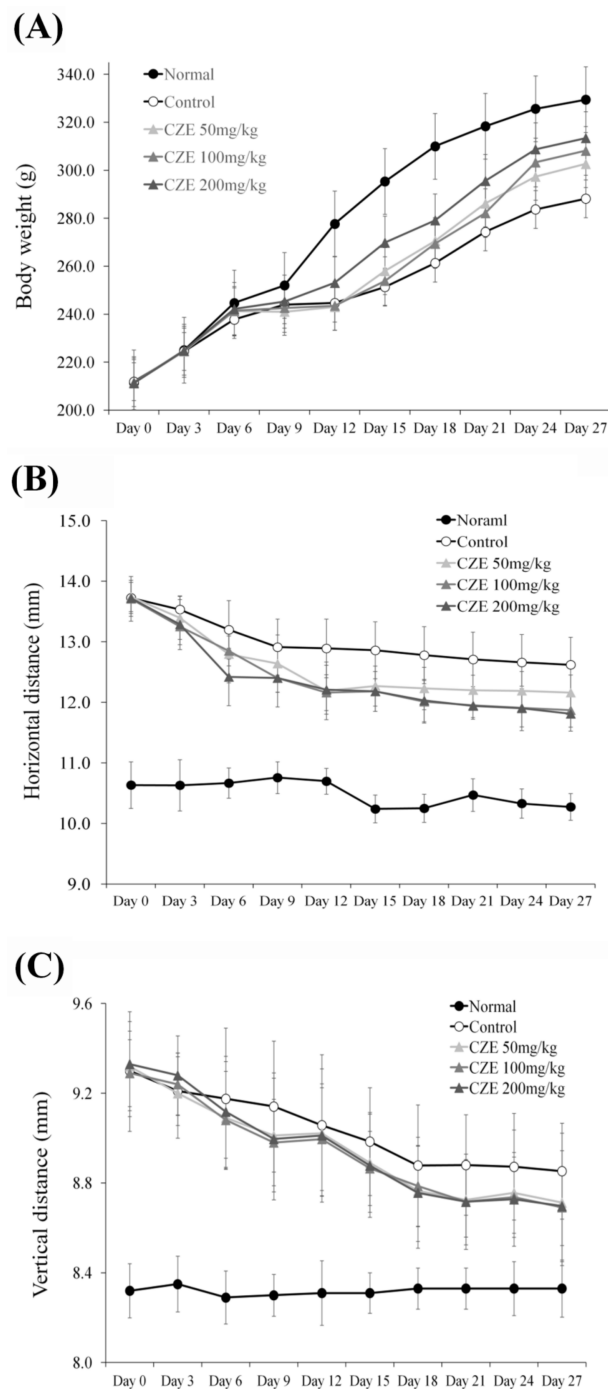 (A)
340.0
320.0
300.0
280.0
260.0
240.0
220.0
200.0
Body weight (g)
Normal
Control
CZE 50mg/kg
CZE 100mg/kg
CZE 200mg/kg
Day 0 Day 3 Day 6 Day 9 Day 12 Day 15 Day 18 Day 21 Day 24 Day 27
(B)
15.0
14.0
13.0
12.0
11.0
10.0
9.0
Horizontal distance (mm)
Noraml
Control
CZE 50mg/kg
CZE 100mg/kg
CZE 200mg/kg
Day 0 Day 3 Day 6 Day 9 Day 12 Day 15 Day 18 Day 21 Day 24 Day 27
(C)
9.6
9.2
8.8
8.4
8.0
Vertical distance (mm)
Normal
Control
CZE 50mg/kg
CZE 100mg/kg
CZE 200mg/kg
Day 0 Day 3 Day 6 Day 9 Day 12 Day 15 Day 18 Day 21 Day 24 Day 27